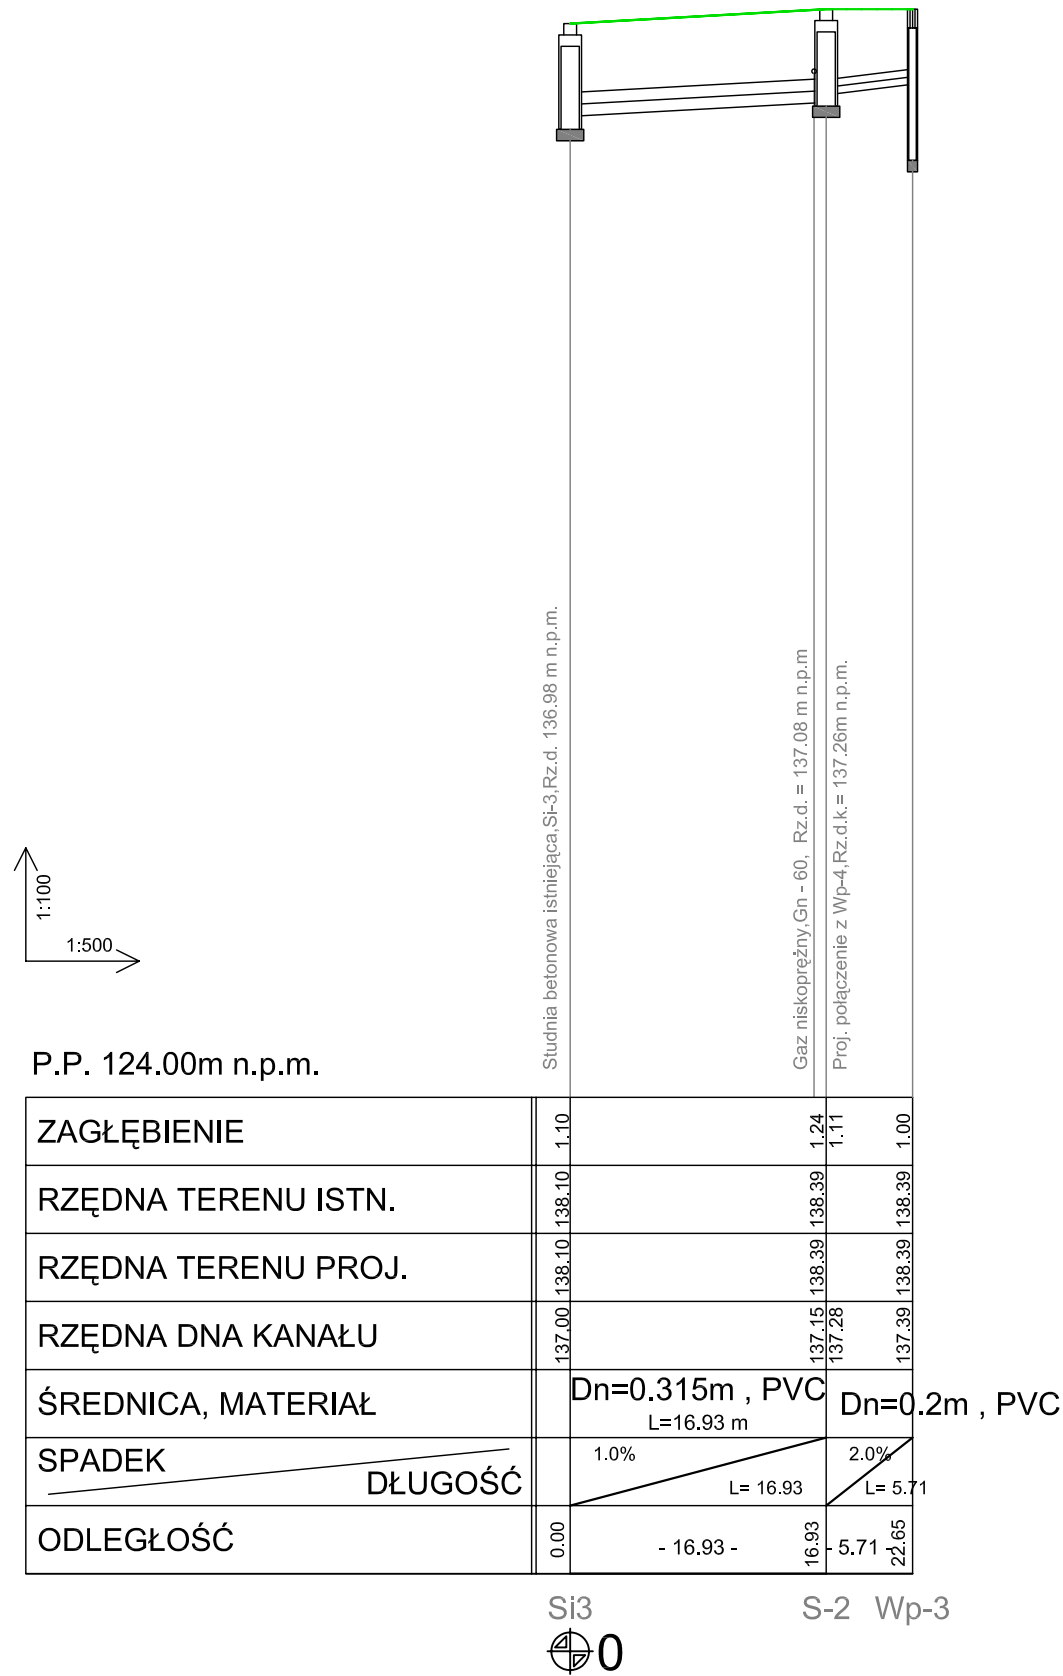 Studnia betonowa istniejąca,Si-3,Rz.d. 136.98 m n.p.m.
Gaz niskoprężny,Gn - 60, Rz.d. = 137.08 m n.p.m
Proj. połączenie z Wp-4,Rz.d.k.= 137.26m n.p.m.
1:100
1:500
P.P. 124.00m n.p.m.
ZAGŁĘBIENIE 1.10 1.24 1.11 1.00
RZĘDNA TERENU ISTN. 138.10 138.39 138.39
RZĘDNA TERENU PROJ. 138.10 138.39 138.39
RZĘDNA DNA KANAŁU 137.00 137.15 137.28 137.39
ŚREDNICA, MATERIAŁ Dn=0.315m , PVC Dn=0.2m , PVC
L=16.93 m
SPADEK 1.0% 2.0%
DŁUGOŚĆ L= 16.93 L= 5.71
ODLEGŁOŚĆ 0.00 - 16.93 - 16.93 - 5.71 - 22.65
Si3 S-2 Wp-3
0